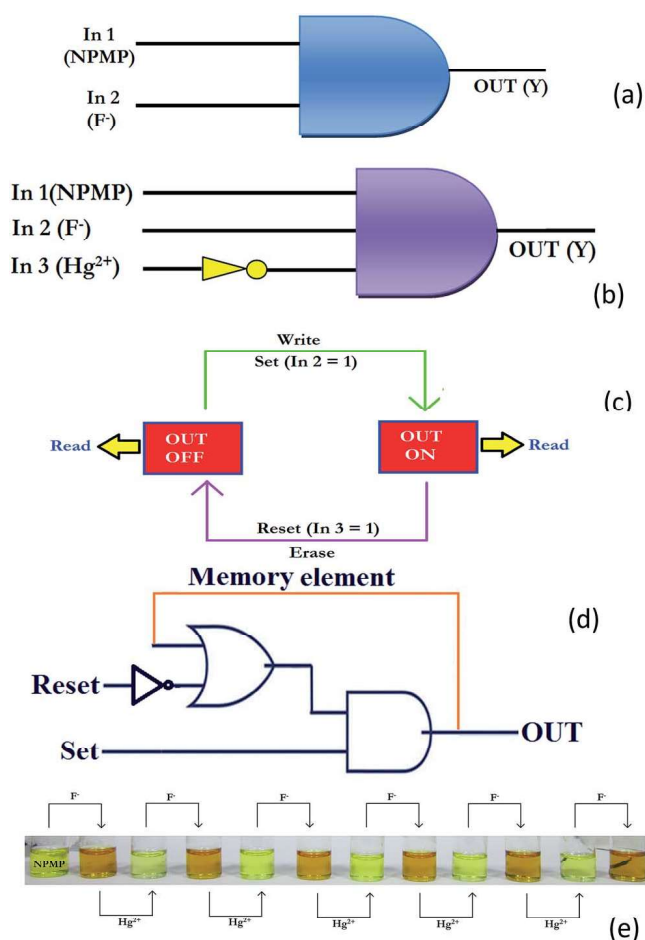 In 1
(NPMP)
In 2
(F⁻)
OUT (Y)
(a)
In 1(NPMP)
In 2 (F⁻)
In 3 (Hg²⁺)
OUT (Y)
(b)
Write
Set (In 2 = 1)
(c)
Read
OUT
OFF
OUT
ON
Read
Reset (In 3 = 1)
Erase
Memory element
(d)
Reset
Set
OUT
F⁻ F⁻ F⁻ F⁻ F⁻ F⁻
NPMP
Hg²⁺ Hg²⁺ Hg²⁺ Hg²⁺ Hg²⁺
(e)